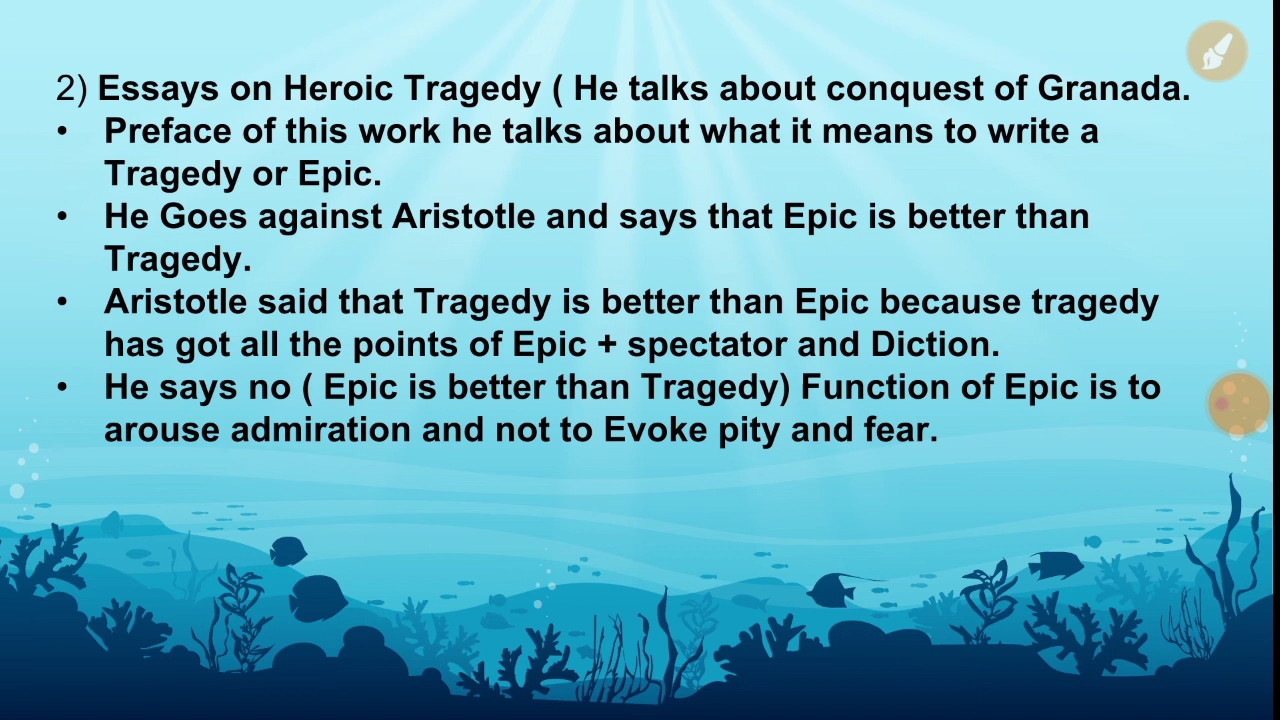 2) Essays on Heroic Tragedy ( He talks about conquest of Granada.
• Preface of this work he talks about what it means to write a
Tragedy or Epic.
• He Goes against Aristotle and says that Epic is better than
Tragedy.
• Aristotle said that Tragedy is better than Epic because tragedy
has got all the points of Epic + spectator and Diction.
• He says no ( Epic is better than Tragedy) Function of Epic is to
arouse admiration and not to Evoke pity and fear.